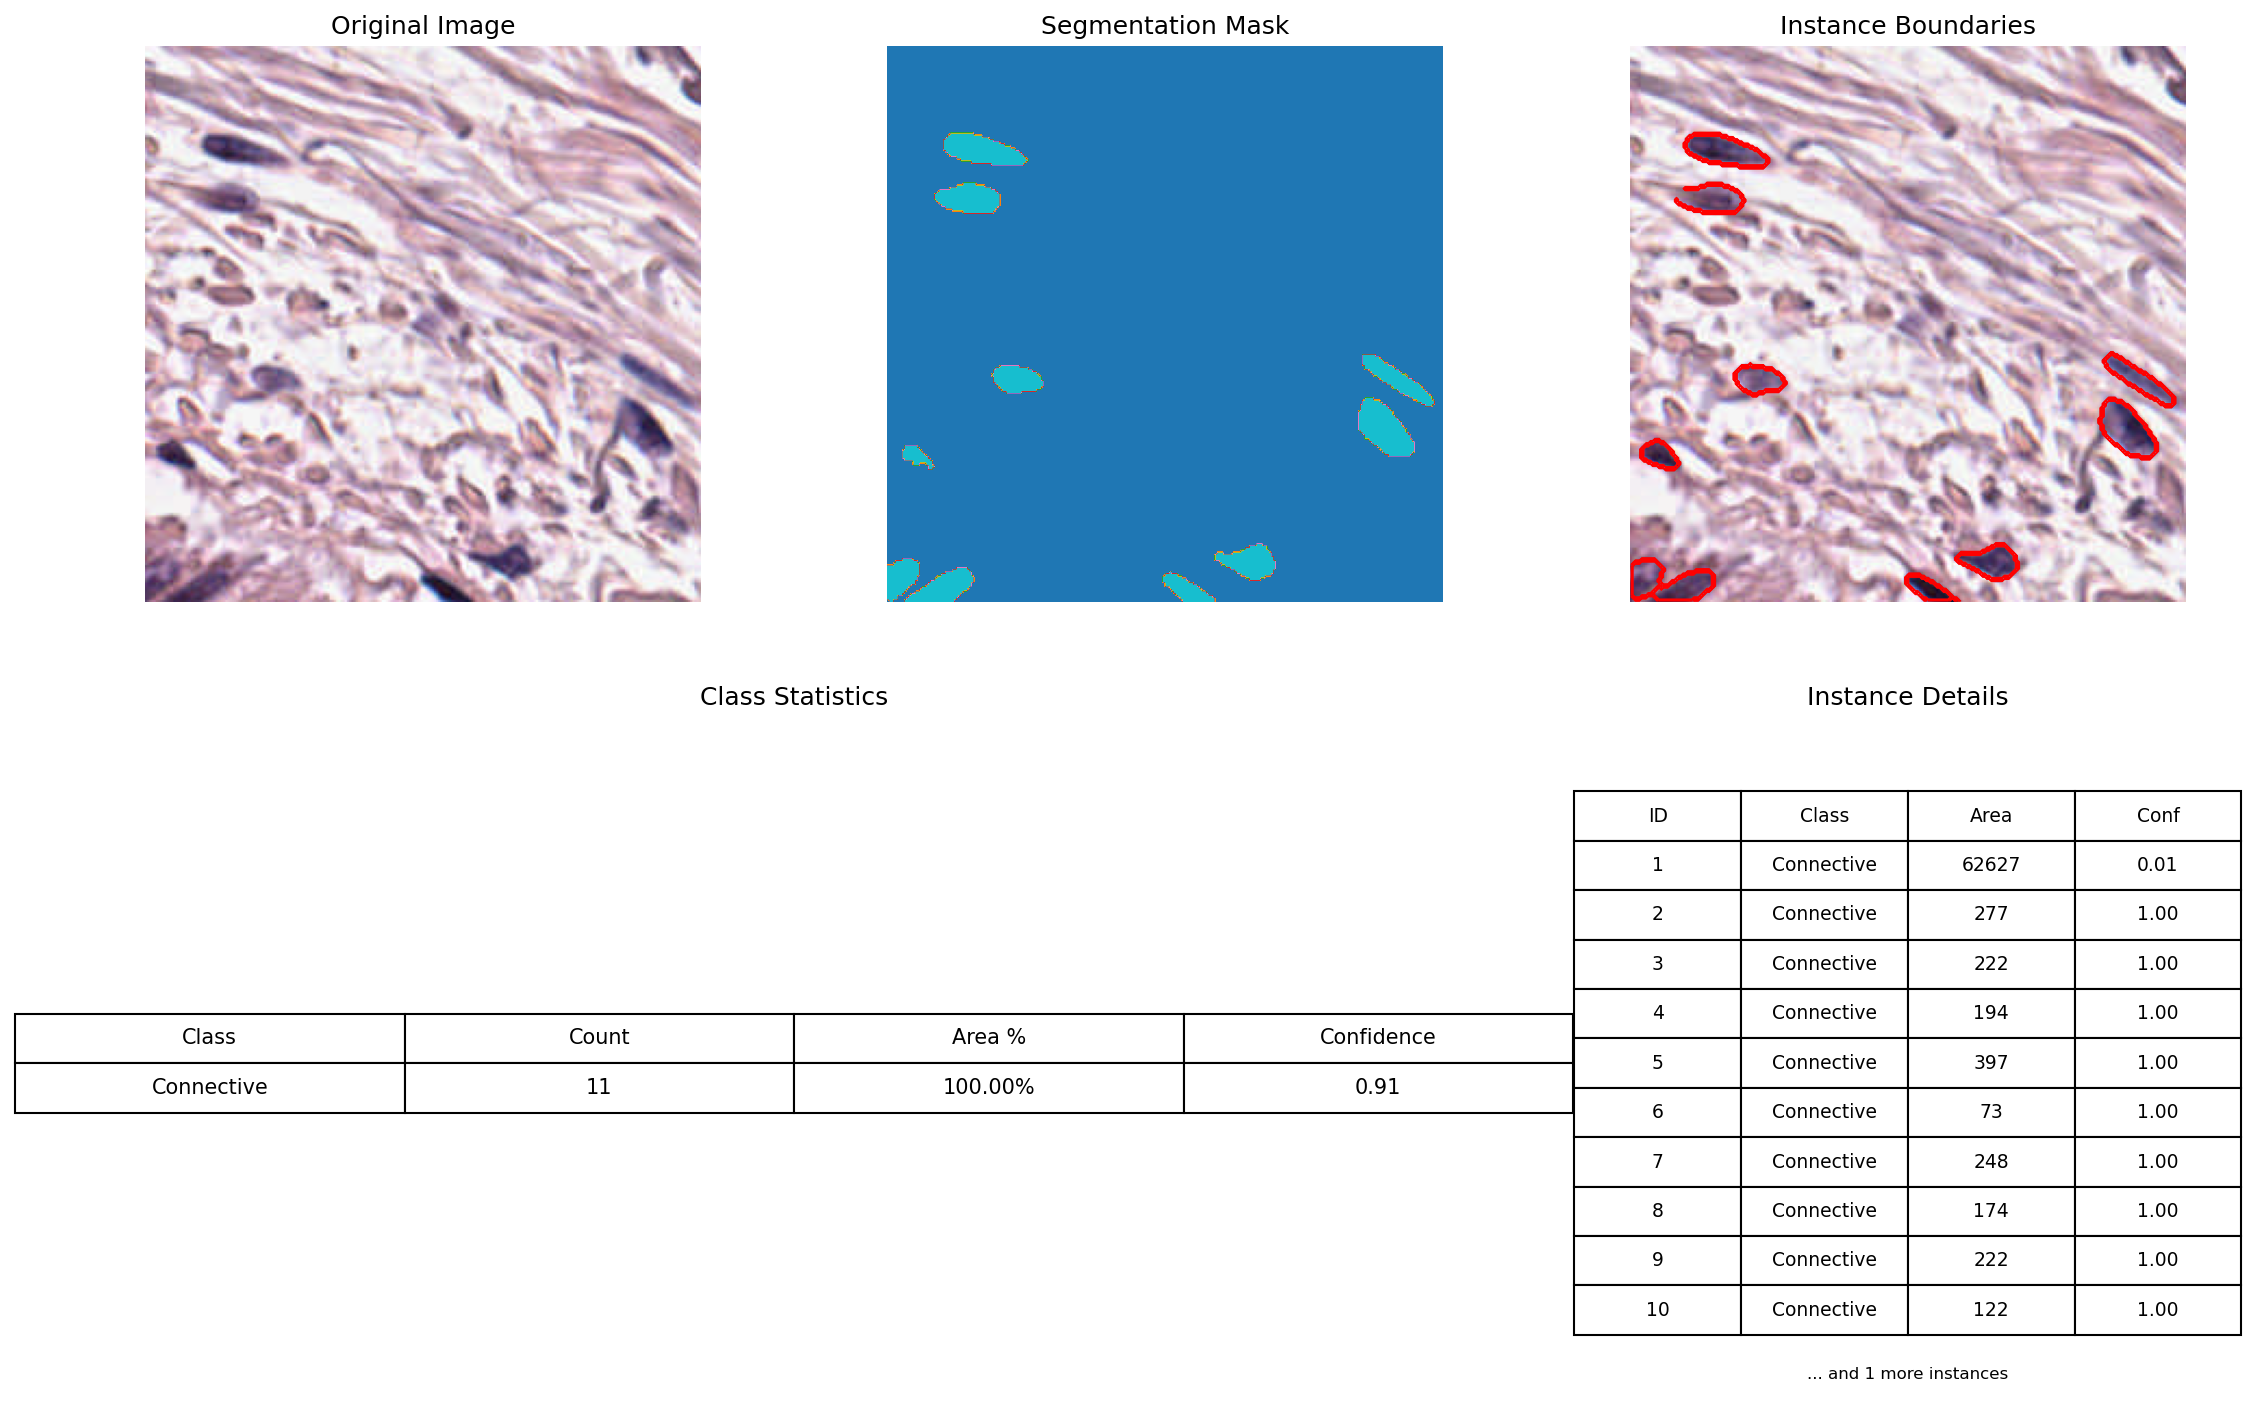 Original Image
Segmentation Mask
Instance Boundaries
Class Statistics
Class Count Area % Confidence
Connective 11 100.00% 0.91
Instance Details
ID Class Area Conf
1 Connective 62627 0.01
2 Connective 277 1.00
3 Connective 222 1.00
4 Connective 194 1.00
5 Connective 397 1.00
6 Connective 73 1.00
7 Connective 248 1.00
8 Connective 174 1.00
9 Connective 222 1.00
10 Connective 122 1.00
... and 1 more instances